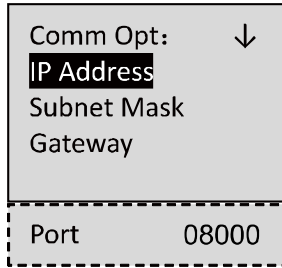 Comm Opt: ↓
IP Address
Subnet Mask
Gateway
Port 08000